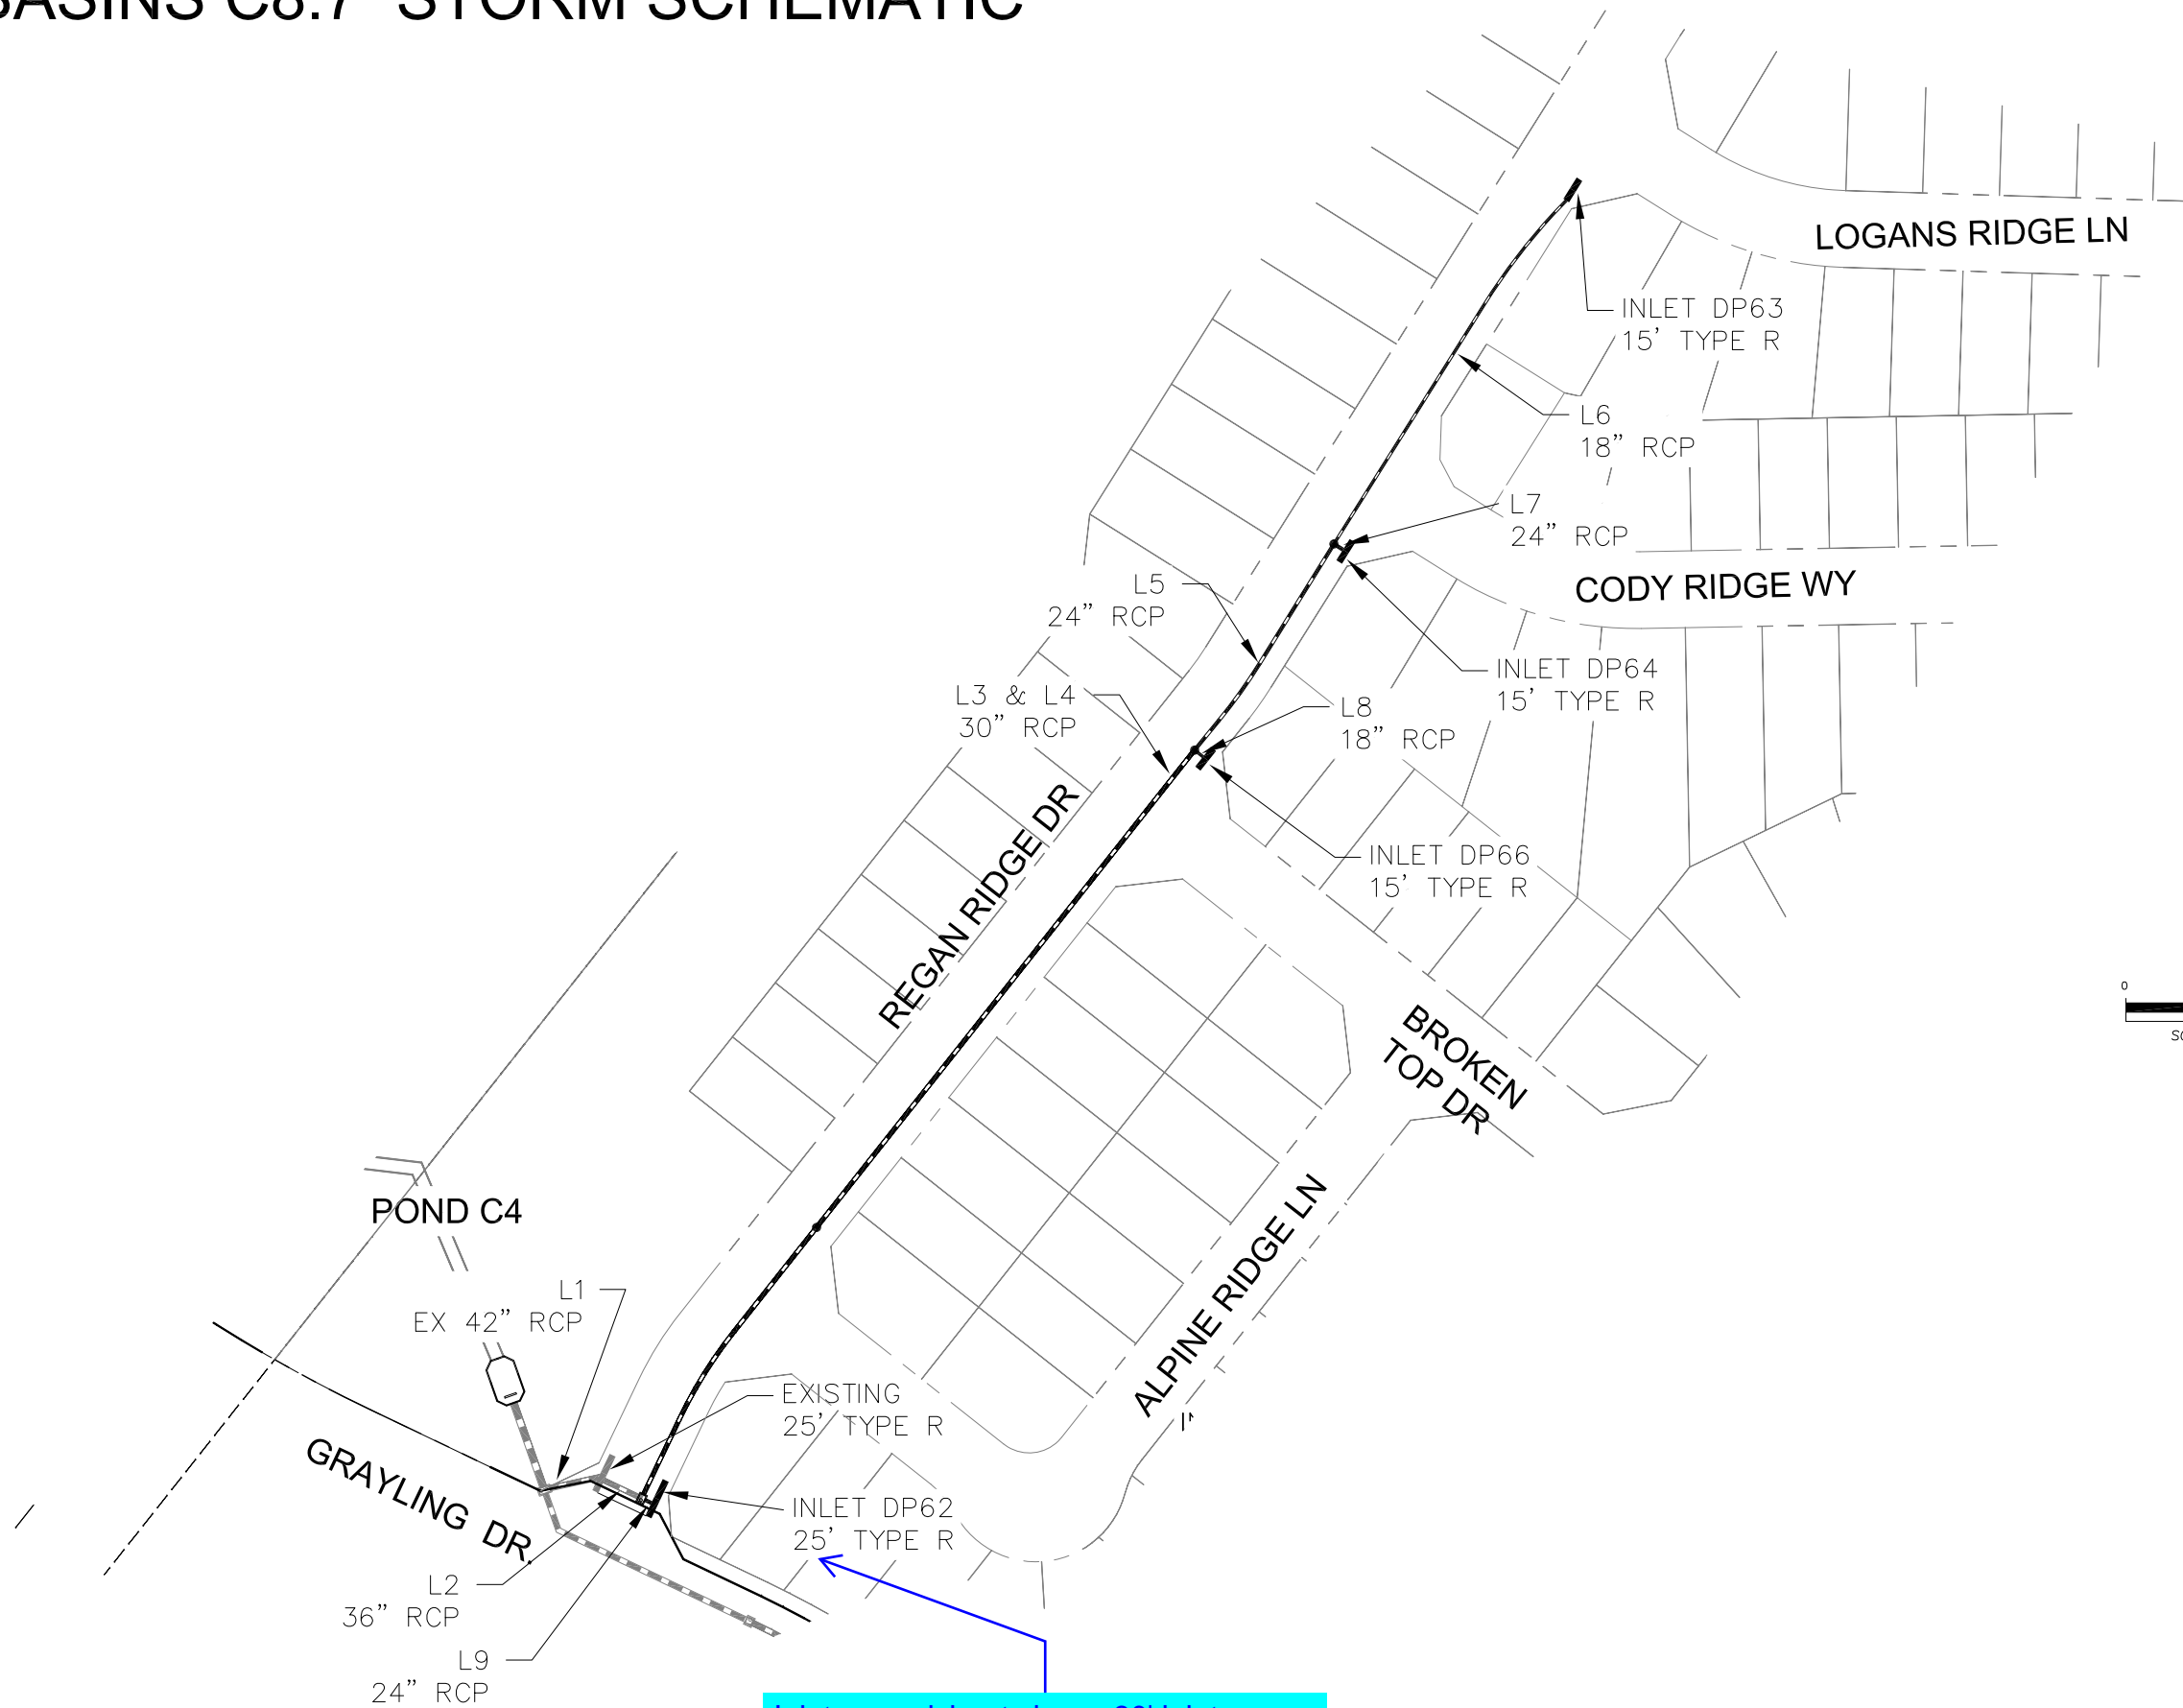 BASINS C8.7 STORM SCHEMATIC
LOGANS RIDGE LN
INLET DP63
15' TYPE R
L6
18" RCP
L7
24" RCP
CODY RIDGE WY
L5
24" RCP
INLET DP64
15' TYPE R
L3 & L4
30" RCP
L8
18" RCP
REGAN RIDGE DR
INLET DP66
15' TYPE R
0
BROKEN
TOP DR
POND C4
ALPINE RIDGE LN
L1
EX 42" RCP
EXISTING
25' TYPE R
GRAYLING DR.
INLET DP62
25' TYPE R
L2
36" RCP
L9
24" RCP